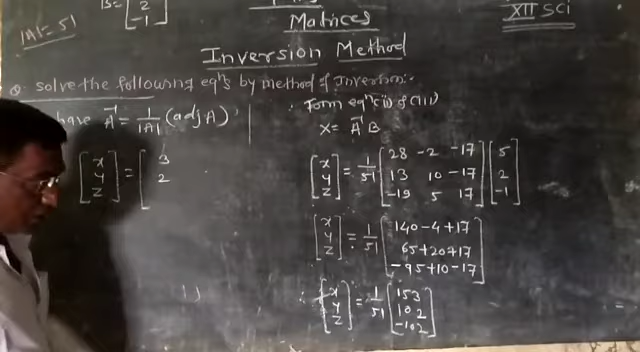 B= [ 2
-1 ]
|A|= 51
Matrices
XII sci
Inversion Method
Q. solve the following eqⁿs by method of Inversion:-
have A⁻¹= 1/|A| (adj A)
Form eqⁿ(i) & (iii)
X= A⁻¹ B
[ x y z ] = [ 3 2
[ x y z ] = 1/51 [ 28 -2 -17
13 10 -17
-19 5 17 ] [ 5 2 -1 ]
[ x y z ] = 1/51 [ 140-4+17
65+20+17
-95+10-17 ]
∴ [ x y z ] = 1/51 [ 153
102
-102 ]